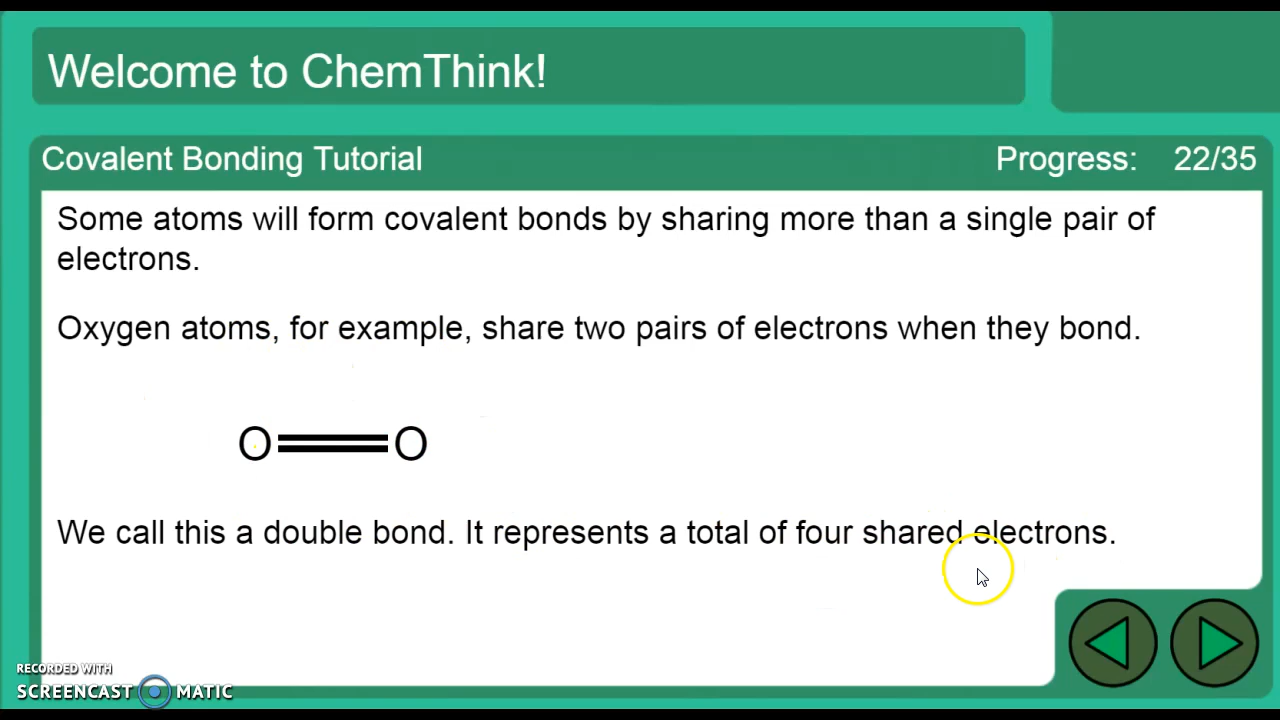 Welcome to ChemThink!
Covalent Bonding Tutorial
Progress: 22/35
Some atoms will form covalent bonds by sharing more than a single pair of
electrons.
Oxygen atoms, for example, share two pairs of electrons when they bond.
O O
We call this a double bond. It represents a total of four shared electrons.
RECORDED WITH
SCREENCAST MATIC